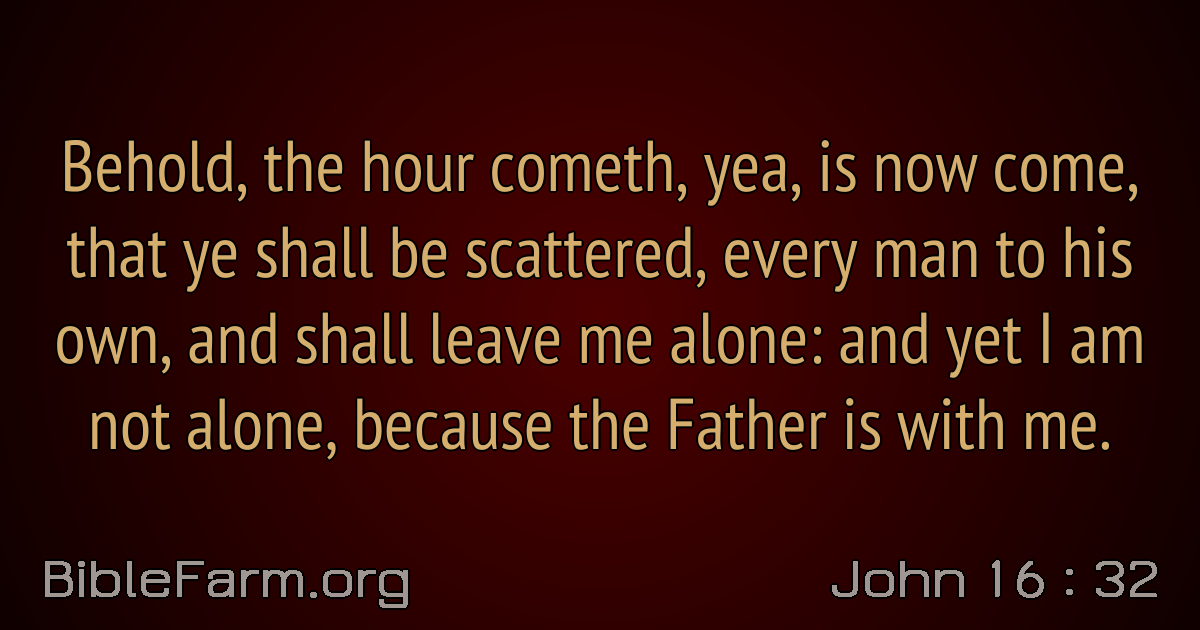 Behold, the hour cometh, yea, is now come,
that ye shall be scattered, every man to his
own, and shall leave me alone: and yet I am
not alone, because the Father is with me.
BibleFarm.org
John 16 : 32